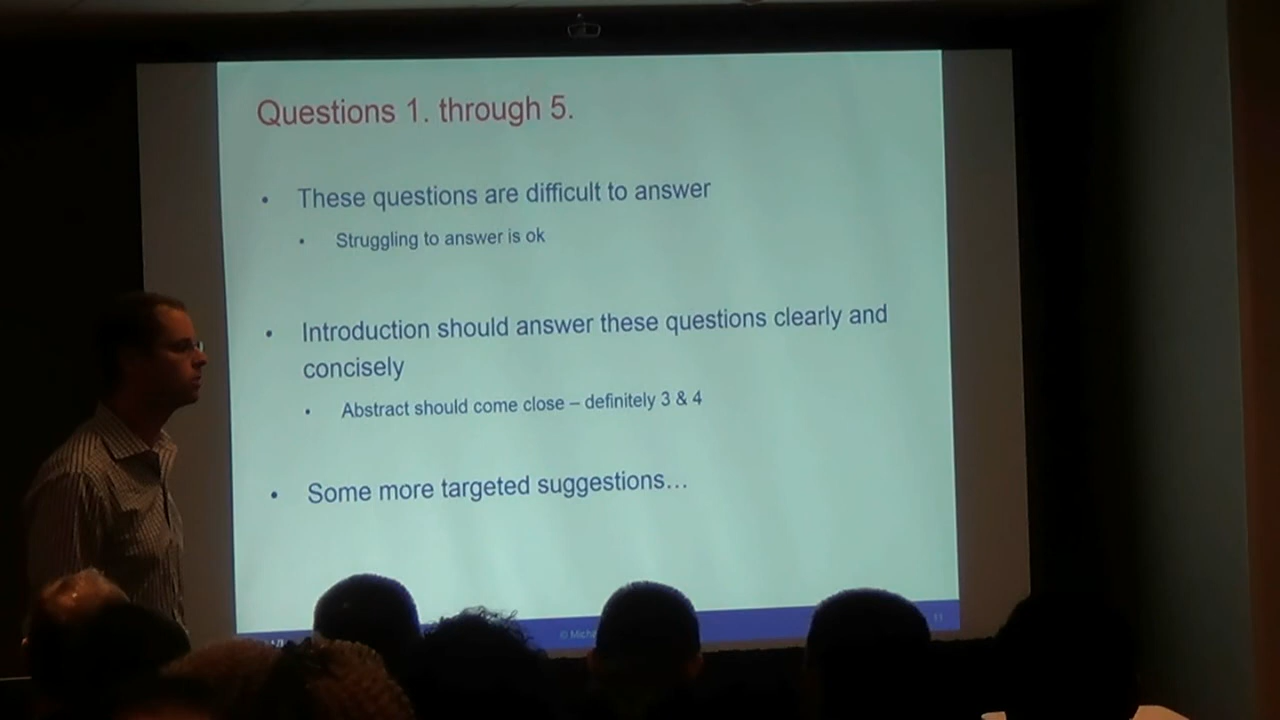 Questions 1. through 5.
• These questions are difficult to answer
• Struggling to answer is ok
• Introduction should answer these questions clearly and
concisely
• Abstract should come close – definitely 3 & 4
• Some more targeted suggestions…
11